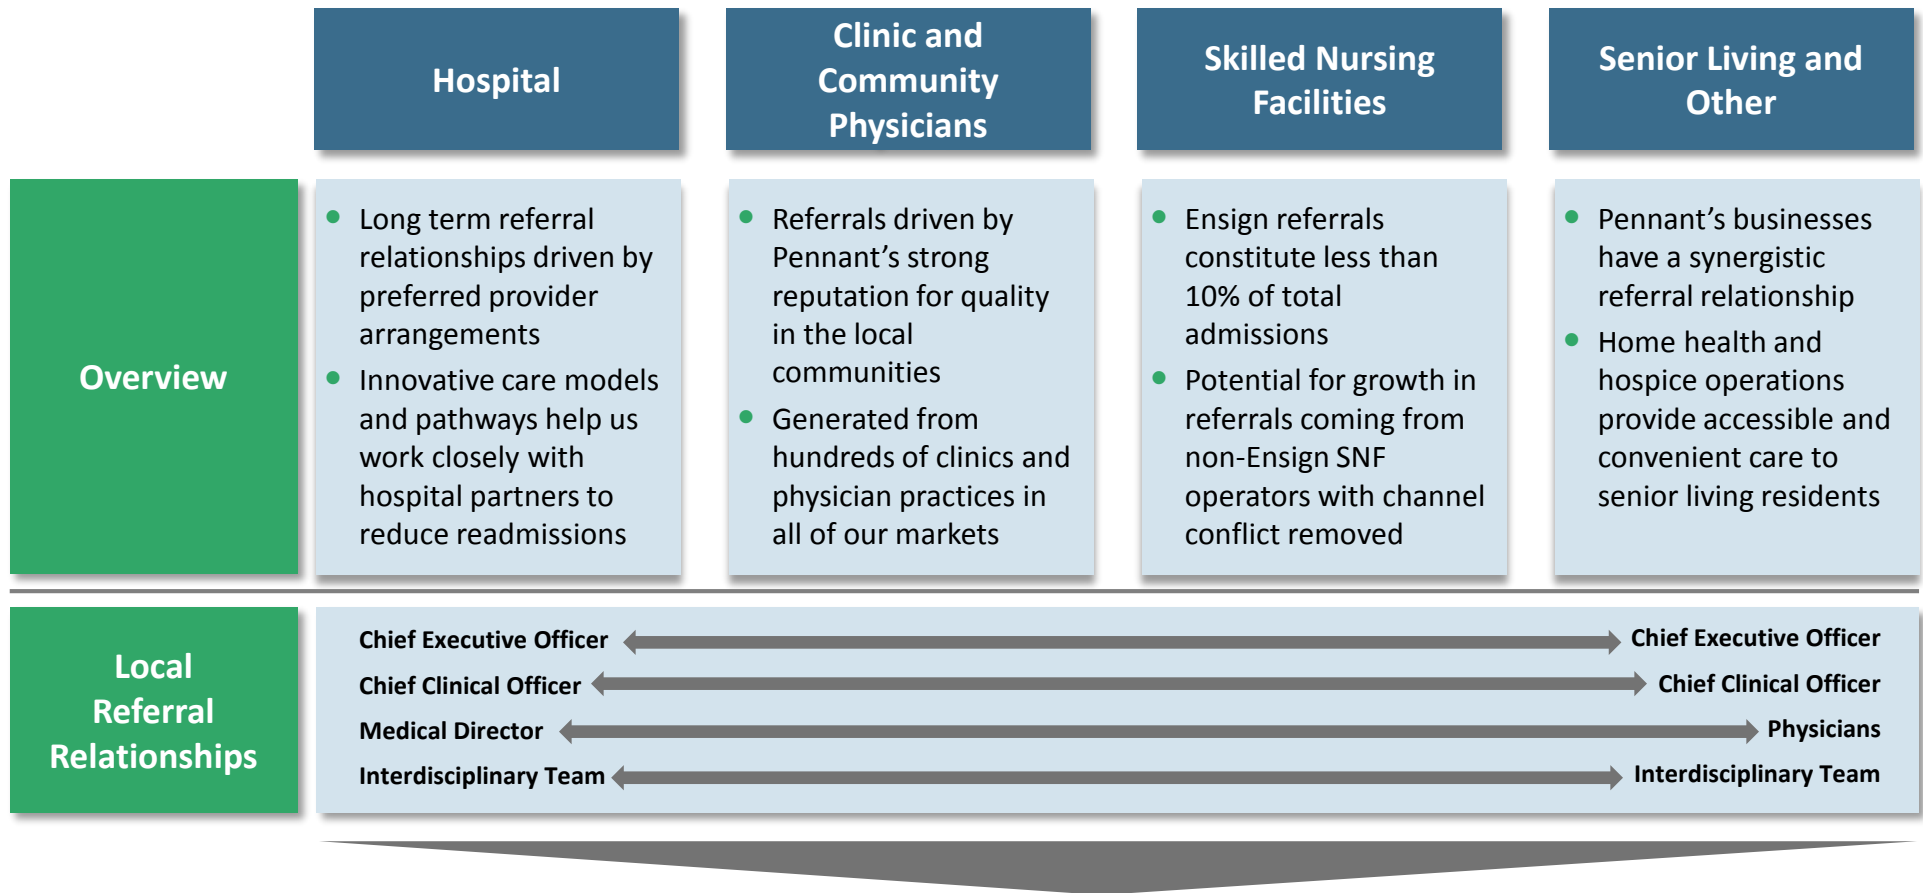 Hospital
Clinic and
Community
Physicians
Skilled Nursing
Facilities
Senior Living and
Other
Overview
• Long term referral
relationships driven by
preferred provider
arrangements
• Innovative care models
and pathways help us
work closely with
hospital partners to
reduce readmissions
• Referrals driven by
Pennant’s strong
reputation for quality
in the local
communities
• Generated from
hundreds of clinics and
physician practices in
all of our markets
• Ensign referrals
constitute less than
10% of total
admissions
• Potential for growth in
referrals coming from
non-Ensign SNF
operators with channel
conflict removed
• Pennant’s businesses
have a synergistic
referral relationship
• Home health and
hospice operations
provide accessible and
convenient care to
senior living residents
Local
Referral
Relationships
Chief Executive Officer
Chief Executive Officer
Chief Clinical Officer
Chief Clinical Officer
Medical Director
Physicians
Interdisciplinary Team
Interdisciplinary Team